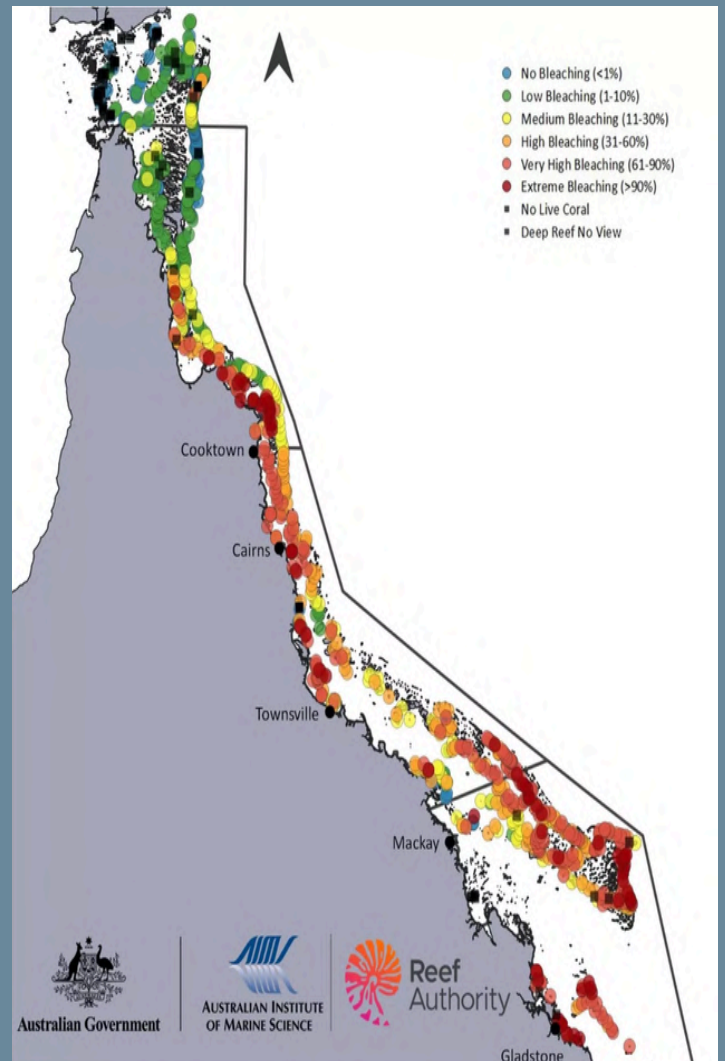 No Bleaching (<1%)
Low Bleaching (1-10%)
Medium Bleaching (11-30%)
High Bleaching (31-60%)
Very High Bleaching (61-90%)
Extreme Bleaching (>90%)
No Live Coral
Deep Reef No View
Cooktown
Cairns
Townsville
Mackay
Australian Government
AIMS
AUSTRALIAN INSTITUTE
OF MARINE SCIENCE
Reef
Authority
Gladstone